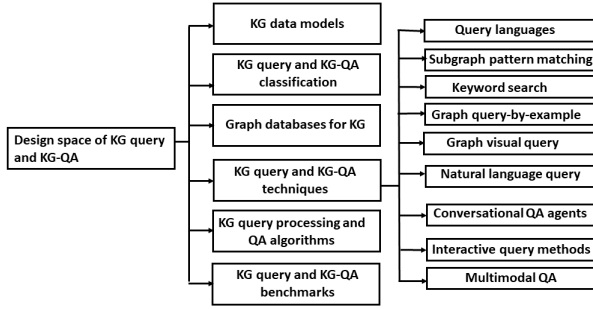 Design space of KG query
and KG-QA
KG data models
KG query and KG-QA
classification
Graph databases for KG
KG query and KG-QA
techniques
KG query processing and
QA algorithms
KG query and KG-QA
benchmarks
Query languages
Subgraph pattern matching
Keyword search
Graph query-by-example
Graph visual query
Natural language query
Conversational QA agents
Interactive query methods
Multimodal QA